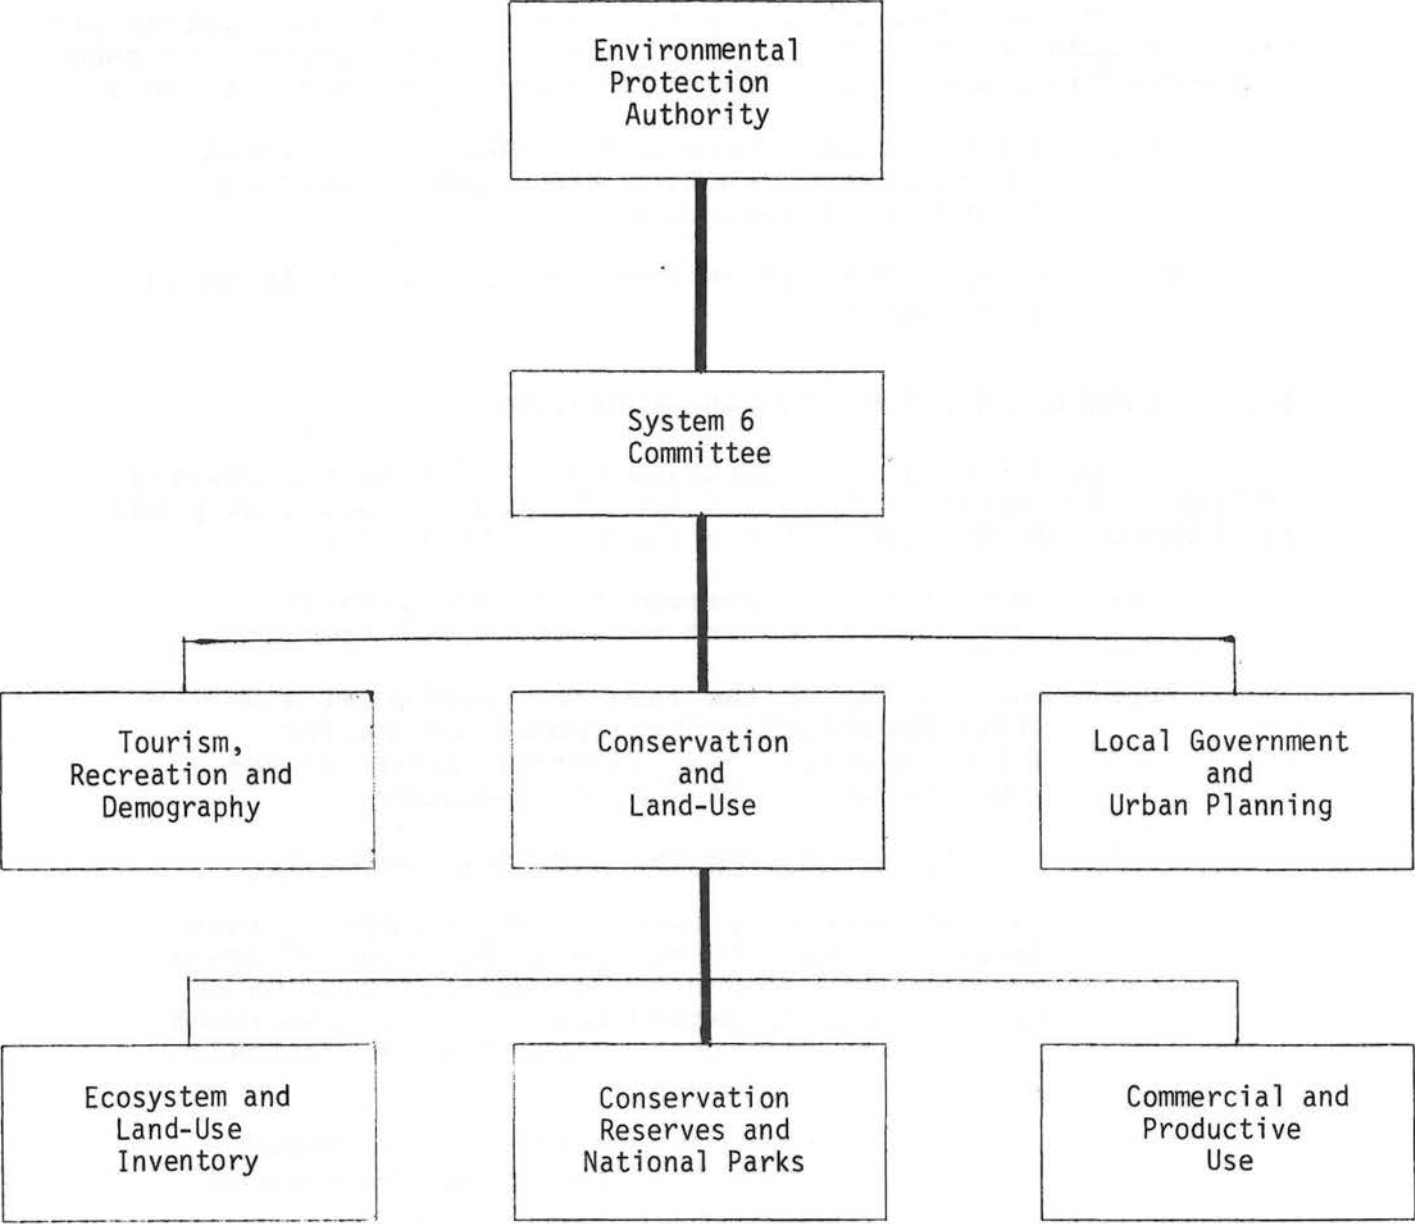 Environmental
Protection
Authority
System 6
Committee
Tourism,
Recreation and
Demography
Conservation
and
Land-Use
Local Government
and
Urban Planning
Ecosystem and
Land-Use
Inventory
Conservation
Reserves and
National Parks
Commercial and
Productive
Use